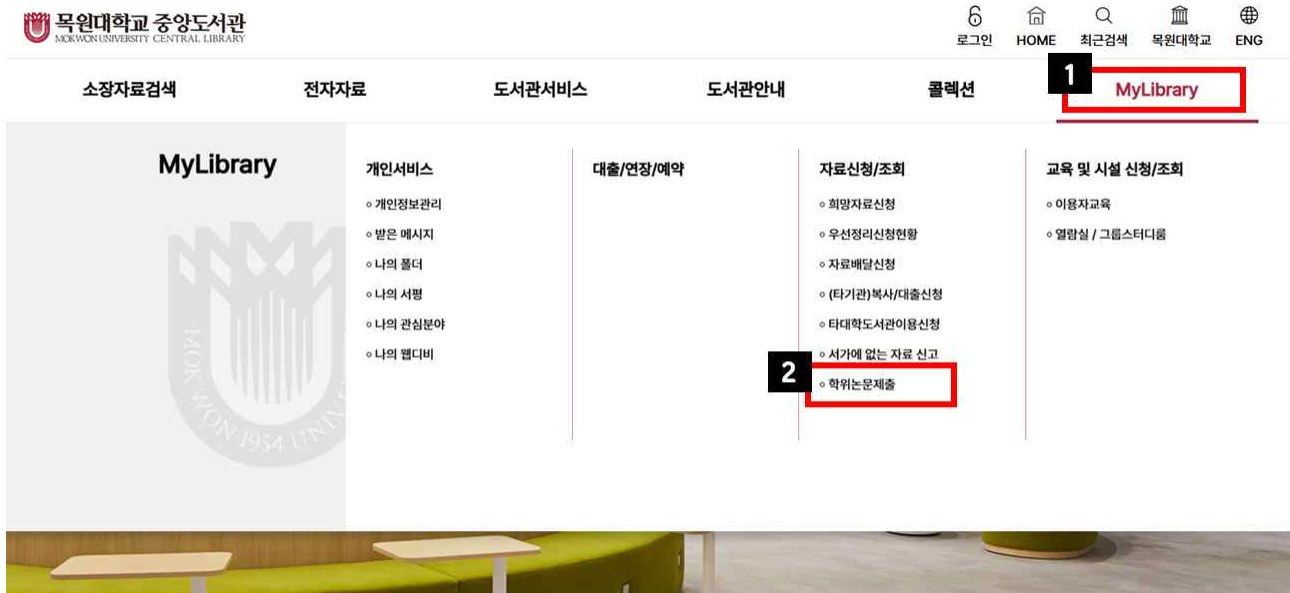 목원대학교 중앙도서관
MOKWON UNIVERSITY CENTRAL LIBRARY
로그인 HOME 최근검색 목원대학교 ENG
소장자료검색 전자자료 도서관서비스 도서관안내 콜렉션 1 MyLibrary
MyLibrary
개인서비스
개인정보관리
받은 메시지
나의 폴더
나의 서평
나의 관심분야
나의 웹디비
대출/연장/예약
자료신청/조회
희망자료신청
우선정리신청현황
자료배달신청
(타기관)복사/대출신청
타대학도서관이용신청
서가에 없는 자료 신고
2 학위논문제출
교육 및 시설 신청/조회
이용자교육
열람실 / 그룹스터디룸
MOK WON 1954 UNIV